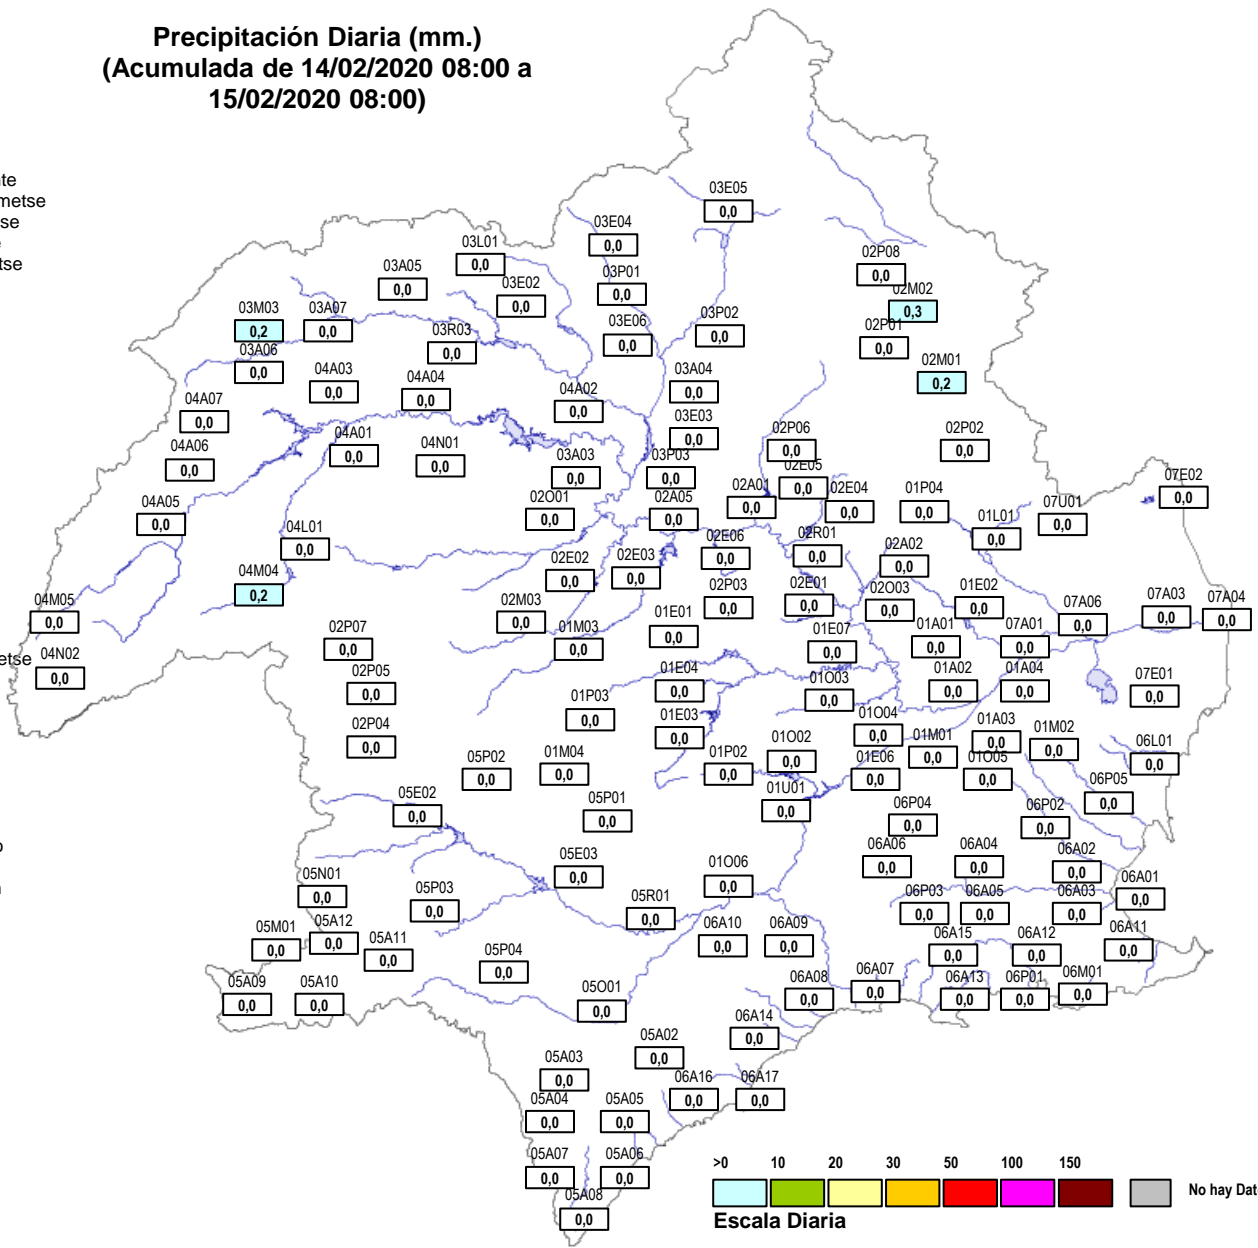 Precipitación Diaria (mm.)
(Acumulada de 14/02/2020 08:00 a
15/02/2020 08:00)
te
metse
se
tse
etse
03E05
0,0
03E04
0,0
03L01
0,0
02P08
0,0
03A05
0,0
03P01
0,0
03E02
0,0
02M02
0,3
03M03
0,2
03A07
0,0
03E06
0,0
03P02
0,0
02P01
0,0
03R03
0,0
03A06
0,0
02M01
0,2
04A03
0,0
04A04
0,0
03A04
0,0
04A02
0,0
04A07
0,0
03E03
0,0
04A01
0,0
04N01
0,0
04A06
0,0
02P06
0,0
02P02
0,0
03A03
0,0
03P03
0,0
02E05
0,0
07E02
0,0
04A05
0,0
02O01
0,0
02A05
0,0
02A01
0,0
02E04
0,0
01P04
0,0
07U01
0,0
01L01
0,0
04L01
0,0
02E06
0,0
02R01
0,0
02A02
0,0
02E02
0,0
02E03
0,0
04M04
0,2
02P03
0,0
02E01
0,0
02O03
0,0
01E02
0,0
07A03
0,0
07A04
0,0
04M05
0,0
02M03
0,0
01E01
0,0
07A06
0,0
02P07
0,0
01M03
0,0
01E07
0,0
01A01
0,0
07A01
0,0
04N02
0,0
02P05
0,0
01E04
0,0
01O03
0,0
01A02
0,0
01A04
0,0
07E01
0,0
01P03
0,0
02P04
0,0
01E03
0,0
01O04
0,0
01A03
0,0
01M02
0,0
01O02
0,0
01M01
0,0
06L01
0,0
05P02
0,0
01M04
0,0
01P02
0,0
01E06
0,0
01O05
0,0
05E02
0,0
05P01
0,0
01U01
0,0
06P05
0,0
06P04
0,0
06P02
0,0
05E03
0,0
01O06
0,0
06A06
0,0
06A04
0,0
06A02
0,0
05N01
0,0
05P03
0,0
05R01
0,0
06P03
0,0
06A05
0,0
06A03
0,0
06A01
0,0
05M01
0,0
05A12
0,0
05A11
0,0
06A10
0,0
06A09
0,0
06A15
0,0
06A12
0,0
06A11
0,0
05P04
0,0
05A09
0,0
05A10
0,0
05O01
0,0
06A08
0,0
06A07
0,0
06A13
0,0
06P01
0,0
06M01
0,0
06A14
0,0
05A02
0,0
05A03
0,0
06A16
0,0
06A17
0,0
05A04
0,0
05A05
0,0
05A07
0,0
05A06
0,0
05A08
0,0
>0 10 20 30 50 100 150
No hay Dat
Escala Diaria